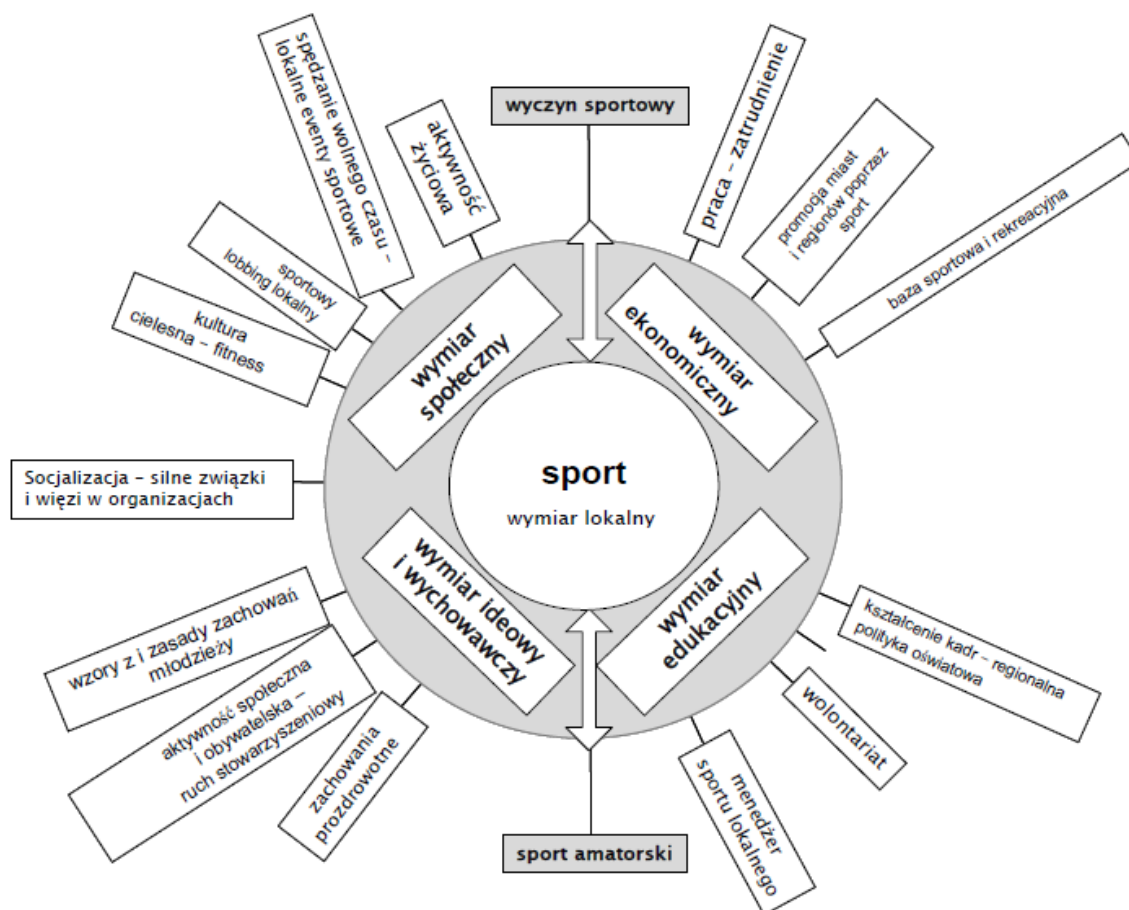 wyczyn sportowy
spędzanie wolnego czasu –
lokalne eventy sportowe
aktywność
życiowa
sportowy
lobbing lokalny
kultura
cielesna – fitness
praca – zatrudnienie
promocja miast
i regionów poprzez
sport
baza sportowa i rekreacyjna
wymiar
społeczny
wymiar
ekonomiczny
Socjalizacja – silne związki
i więzi w organizacjach
sport
wymiar lokalny
wymiar ideowy
i wychowawczy
wymiar
edukacyjny
wzory z i zasady zachowań
młodzieży
aktywność społeczna
i obywatelska –
ruch stowarzyszeniowy
zachowania
prozdrowotne
kształcenie kadr – regionalna
polityka oświatowa
wolontariat
menedżer
sportu lokalnego
sport amatorski